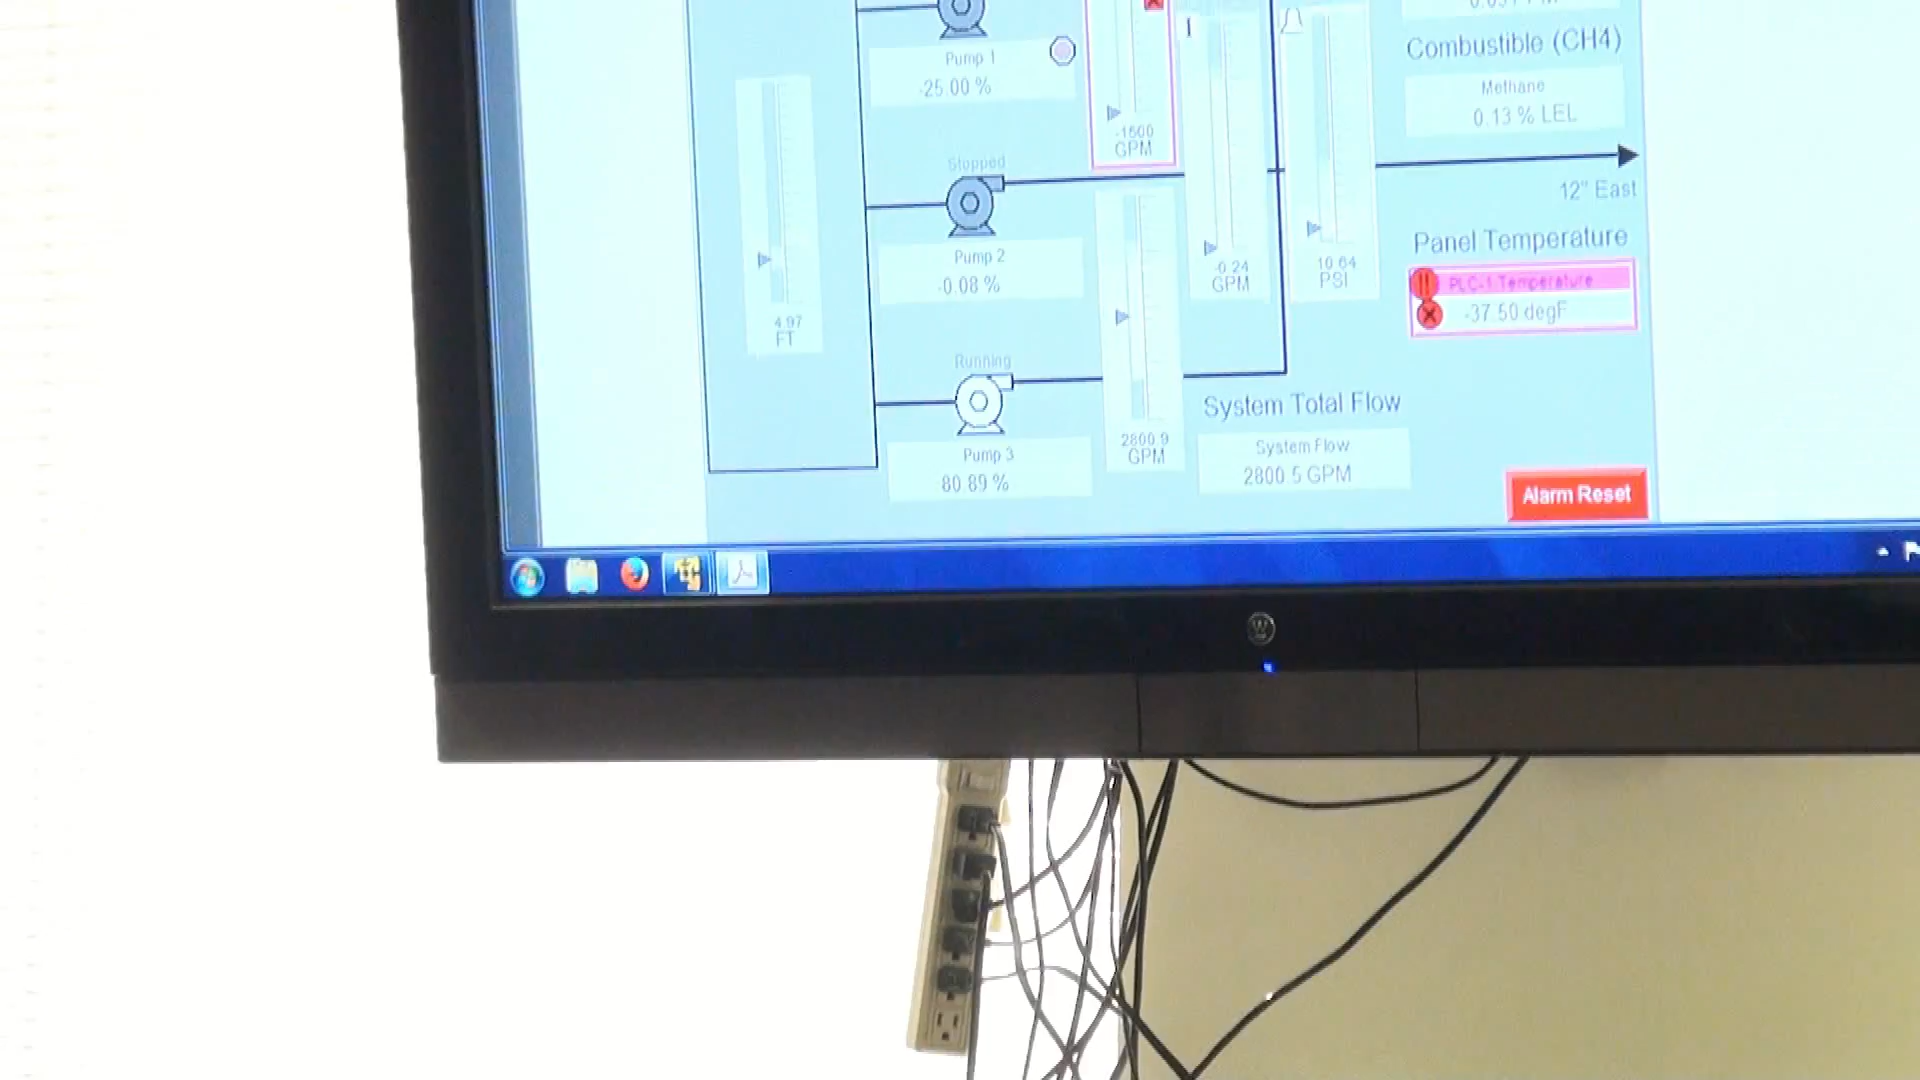 Combustible (CH4)
Pump 1
-25.00 %
Methane
0.13 % LEL
-1600
GPM
Stopped
12" East
Pump 2
-0.08 %
Panel Temperature
PLC-1 Temperature
-37.50 degF
-0.24
GPM
10.64
PSI
4.97
FT
Running
System Total Flow
2800.9
GPM
System Flow
2800.5 GPM
Pump 3
80.89 %
Alarm Reset
W